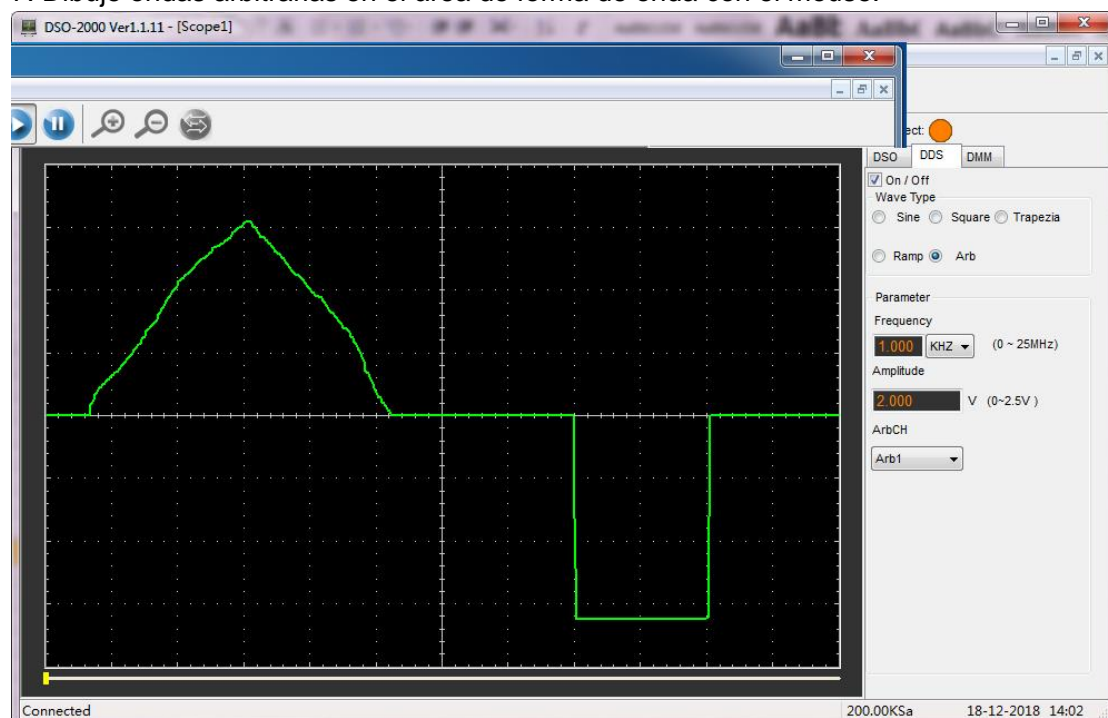 7. Dibuje ondas arbitrarias en el área de forma de onda con el mouse.
DSO-2000 Ver1.1.11 - [Scope1]
ect:
DSO DDS DMM
On / Off
Wave Type
Sine Square Trapezia
Ramp Arb
Parameter
Frequency
1.000 KHZ (0 ~ 25MHz)
Amplitude
2.000 V (0~2.5V )
ArbCH
Arb1
Connected 200.00KSa 18-12-2018 14:02